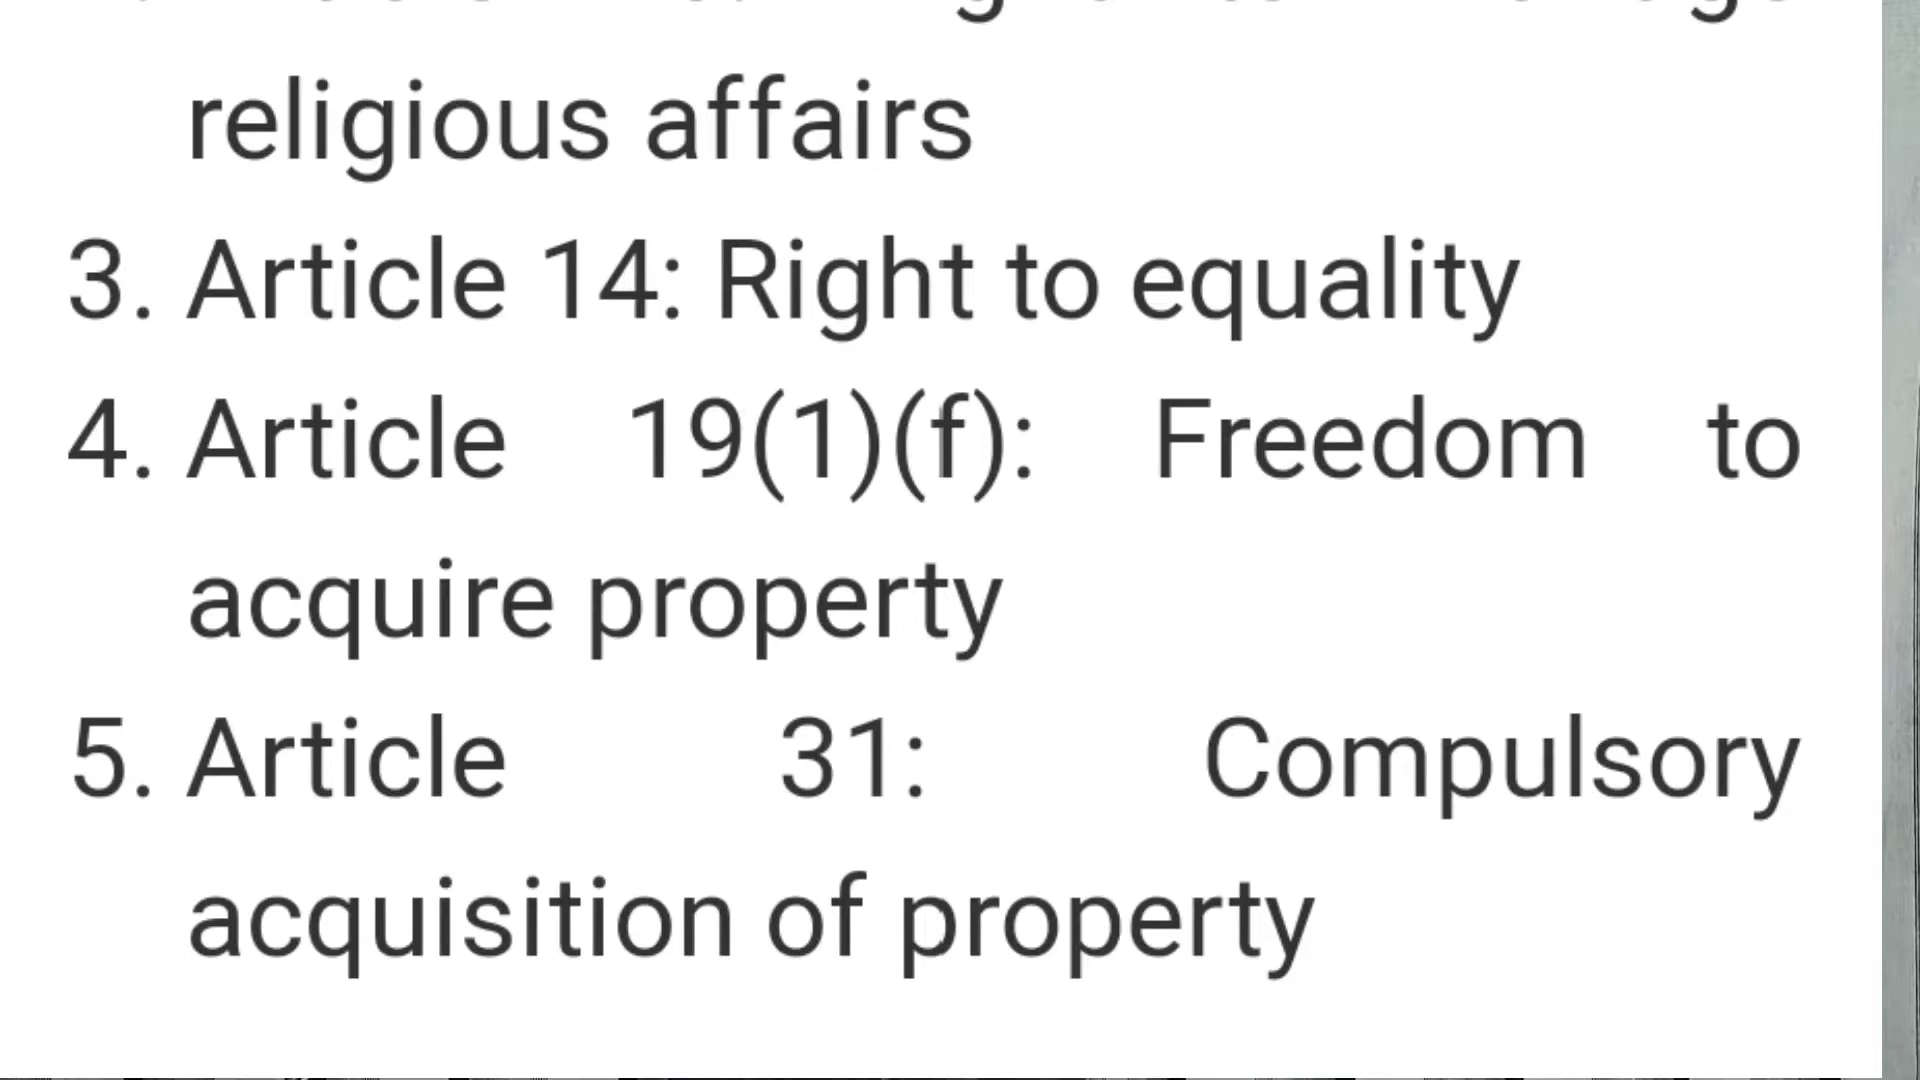 religious affairs
3. Article 14: Right to equality
4. Article 19(1)(f): Freedom to
acquire property
5. Article 31: Compulsory
acquisition of property